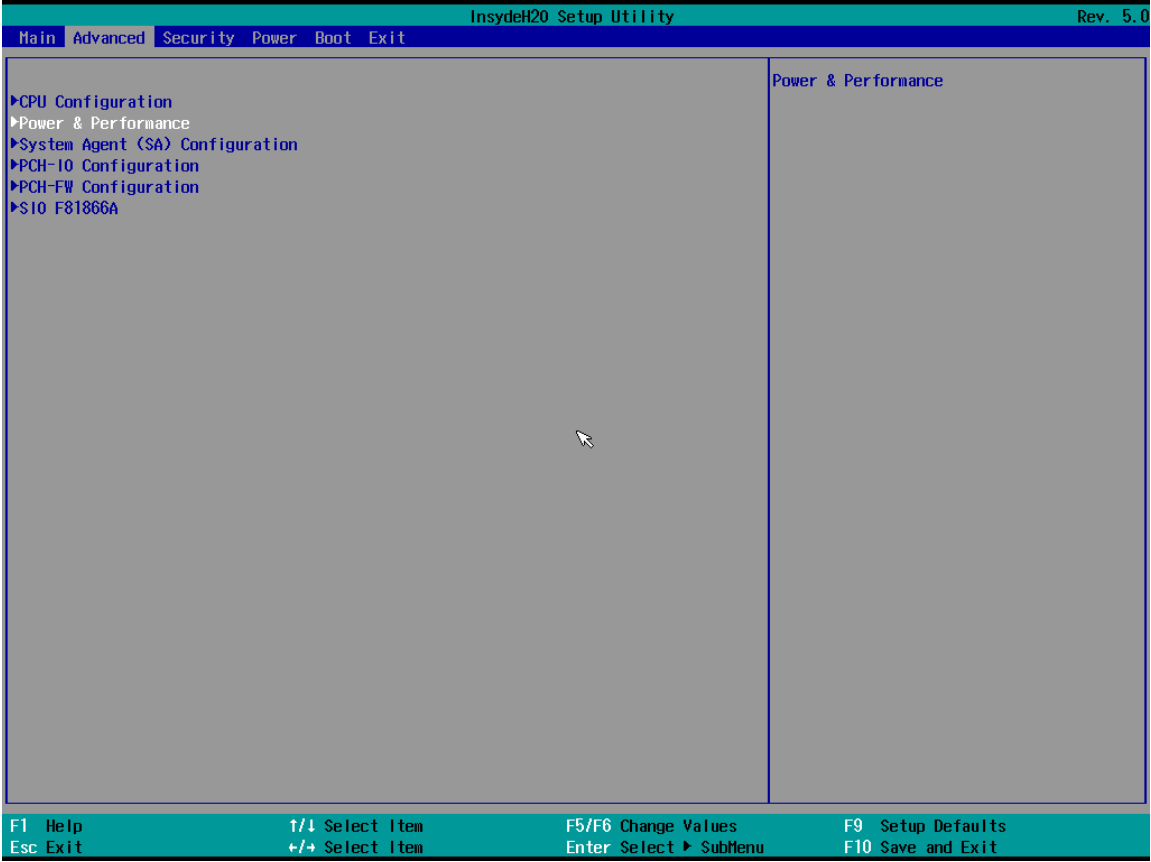 InsydeH20 Setup Utility Rev. 5.0
Main Advanced Security Power Boot Exit
Power & Performance
▶CPU Configuration
▶Power & Performance
▶System Agent (SA) Configuration
▶PCH-IO Configuration
▶PCH-FW Configuration
▶SIO F81866A
F1 Help ↑/↓ Select Item F5/F6 Change Values F9 Setup Defaults
Esc Exit ←/→ Select Item Enter Select ▶ SubMenu F10 Save and Exit